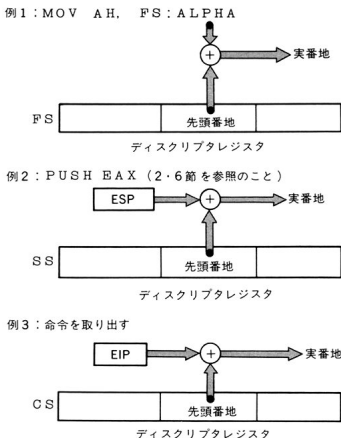 例1：MOV AH, FS:ALPHA
実番地
FS
先頭番地
ディスクリプタレジスタ
例2：PUSH EAX（2・6節を参照のこと）
ESP
実番地
SS
先頭番地
ディスクリプタレジスタ
例3：命令を取り出す
EIP
実番地
CS
先頭番地
ディスクリプタレジスタ